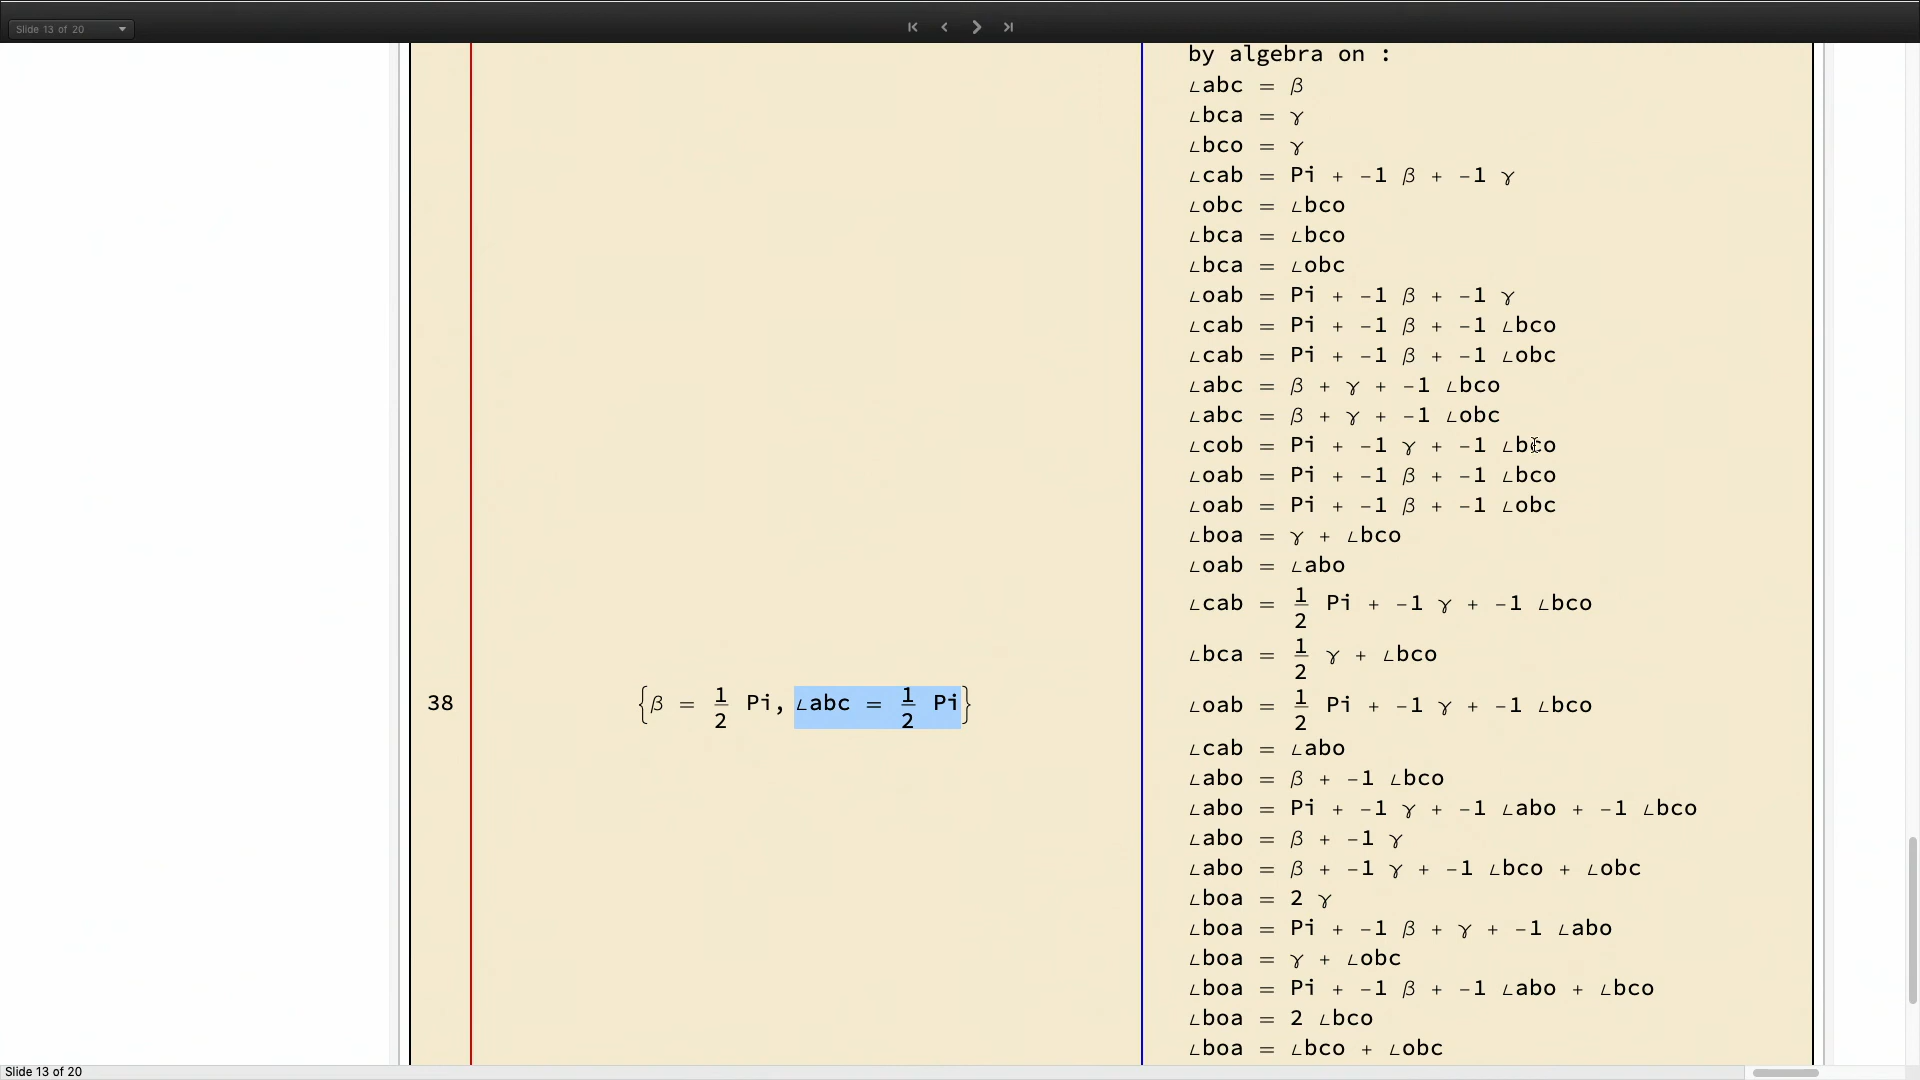 Slide 13 of 20
by algebra on :
∠abc = β
∠bca = γ
∠bco = γ
∠cab = Pi + -1 β + -1 γ
∠obc = ∠bco
∠bca = ∠bco
∠bca = ∠obc
∠oab = Pi + -1 β + -1 γ
∠cab = Pi + -1 β + -1 ∠bco
∠cab = Pi + -1 β + -1 ∠obc
∠abc = β + γ + -1 ∠bco
∠abc = β + γ + -1 ∠obc
∠cob = Pi + -1 γ + -1 ∠bco
∠oab = Pi + -1 β + -1 ∠bco
∠oab = Pi + -1 β + -1 ∠obc
∠boa = γ + ∠bco
∠oab = ∠abo
∠cab = 1/2 Pi + -1 γ + -1 ∠bco
∠bca = 1/2 γ + ∠bco
38 {β = 1/2 Pi, ∠abc = 1/2 Pi}
∠oab = 1/2 Pi + -1 γ + -1 ∠bco
∠cab = ∠abo
∠abo = β + -1 ∠bco
∠abo = Pi + -1 γ + -1 ∠abo + -1 ∠bco
∠abo = β + -1 γ
∠abo = β + -1 γ + -1 ∠bco + ∠obc
∠boa = 2 γ
∠boa = Pi + -1 β + γ + -1 ∠abo
∠boa = γ + ∠obc
∠boa = Pi + -1 β + -1 ∠abo + ∠bco
∠boa = 2 ∠bco
∠boa = ∠bco + ∠obc
Slide 13 of 20